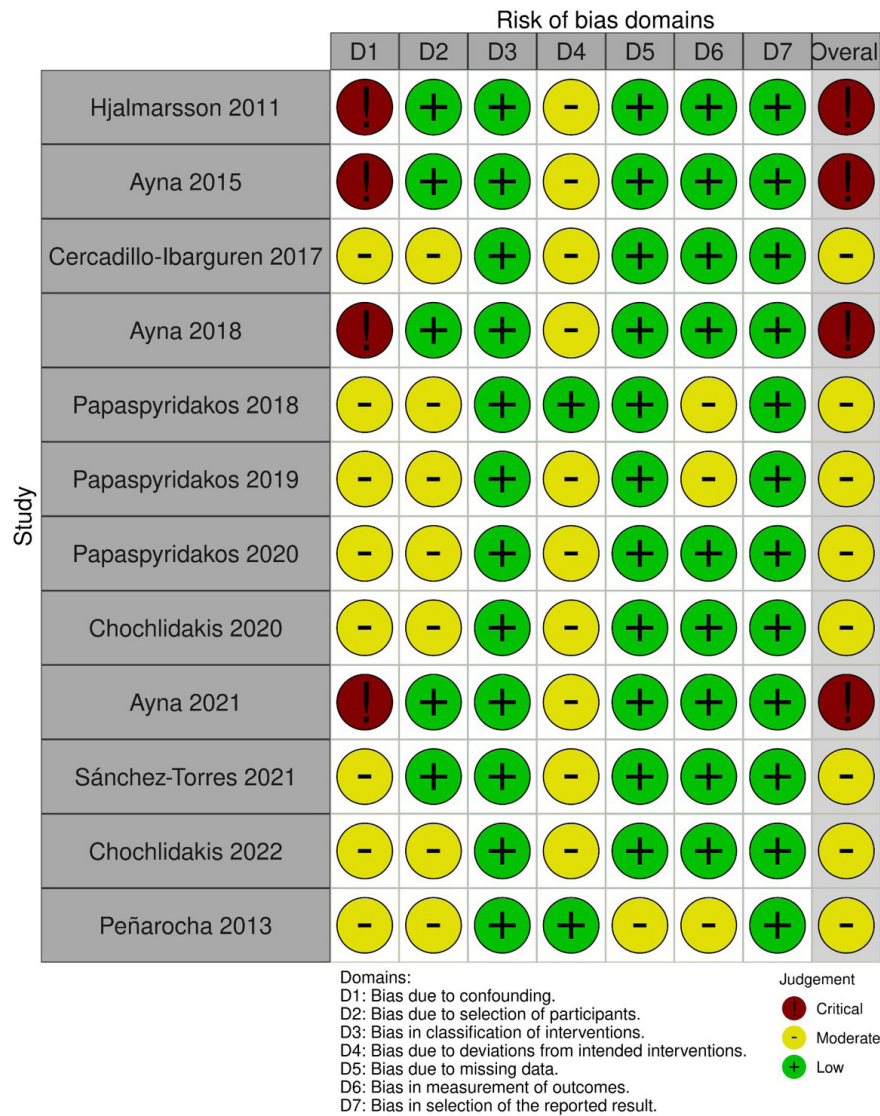 Risk of bias domains
D1 D2 D3 D4 D5 D6 D7 Overall
Study
Hjalmarsson 2011 ! + + - + + + !
Ayna 2015 ! + + - + + + !
Cercadillo-Ibarguren 2017 - - + - + + + -
Ayna 2018 ! + + - + + + !
Papaspyridakos 2018 - - + + + - + -
Papaspyridakos 2019 - - + - + - + -
Papaspyridakos 2020 - - + - + + + -
Chochlidakis 2020 - - + - + + + -
Ayna 2021 ! + + - + + + !
Sánchez-Torres 2021 - + + - + + + -
Chochlidakis 2022 - - + - + + + -
Peñarocha 2013 - - + + - - + -
Domains:
D1: Bias due to confounding.
D2: Bias due to selection of participants.
D3: Bias in classification of interventions.
D4: Bias due to deviations from intended interventions.
D5: Bias due to missing data.
D6: Bias in measurement of outcomes.
D7: Bias in selection of the reported result.
Judgement
! Critical
- Moderate
+ Low